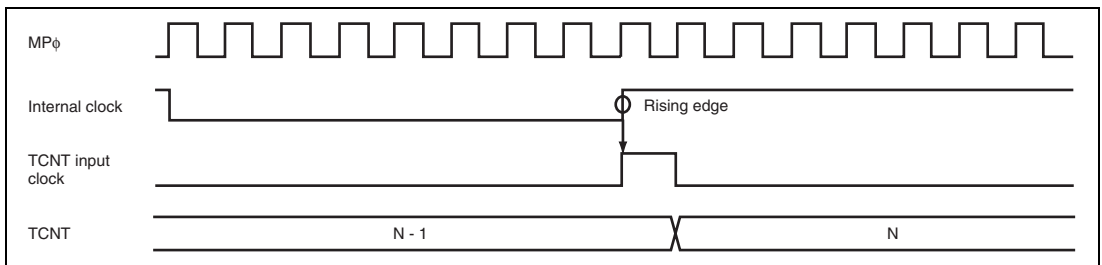 MPϕ
Internal clock
Rising edge
TCNT input
clock
TCNT
N - 1
N